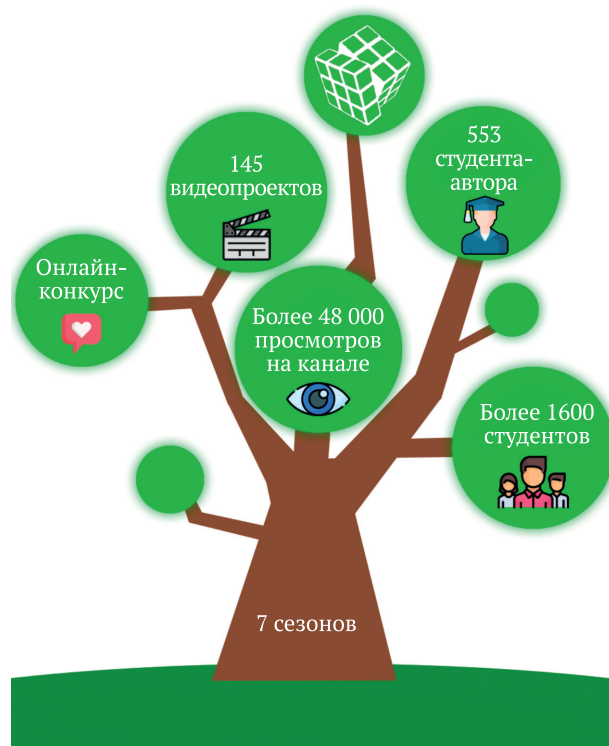 553
студента-
автора
145
видеопроектов
Онлайн-
конкурс
Более 48 000
просмотров
на канале
Более 1600
студентов
7 сезонов